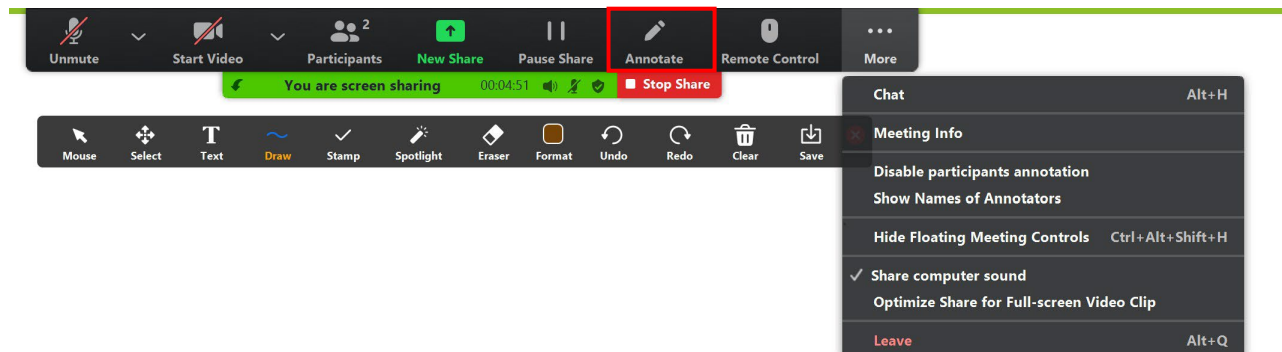 2
Unmute Start Video Participants New Share Pause Share Annotate Remote Control More
You are screen sharing 00:04:51 Stop Share
Mouse Select Text Draw Stamp Spotlight Eraser Format Undo Redo Clear Save
Chat Alt+H
Meeting Info
Disable participants annotation
Show Names of Annotators
Hide Floating Meeting Controls Ctrl+Alt+Shift+H
Share computer sound
Optimize Share for Full-screen Video Clip
Leave Alt+Q